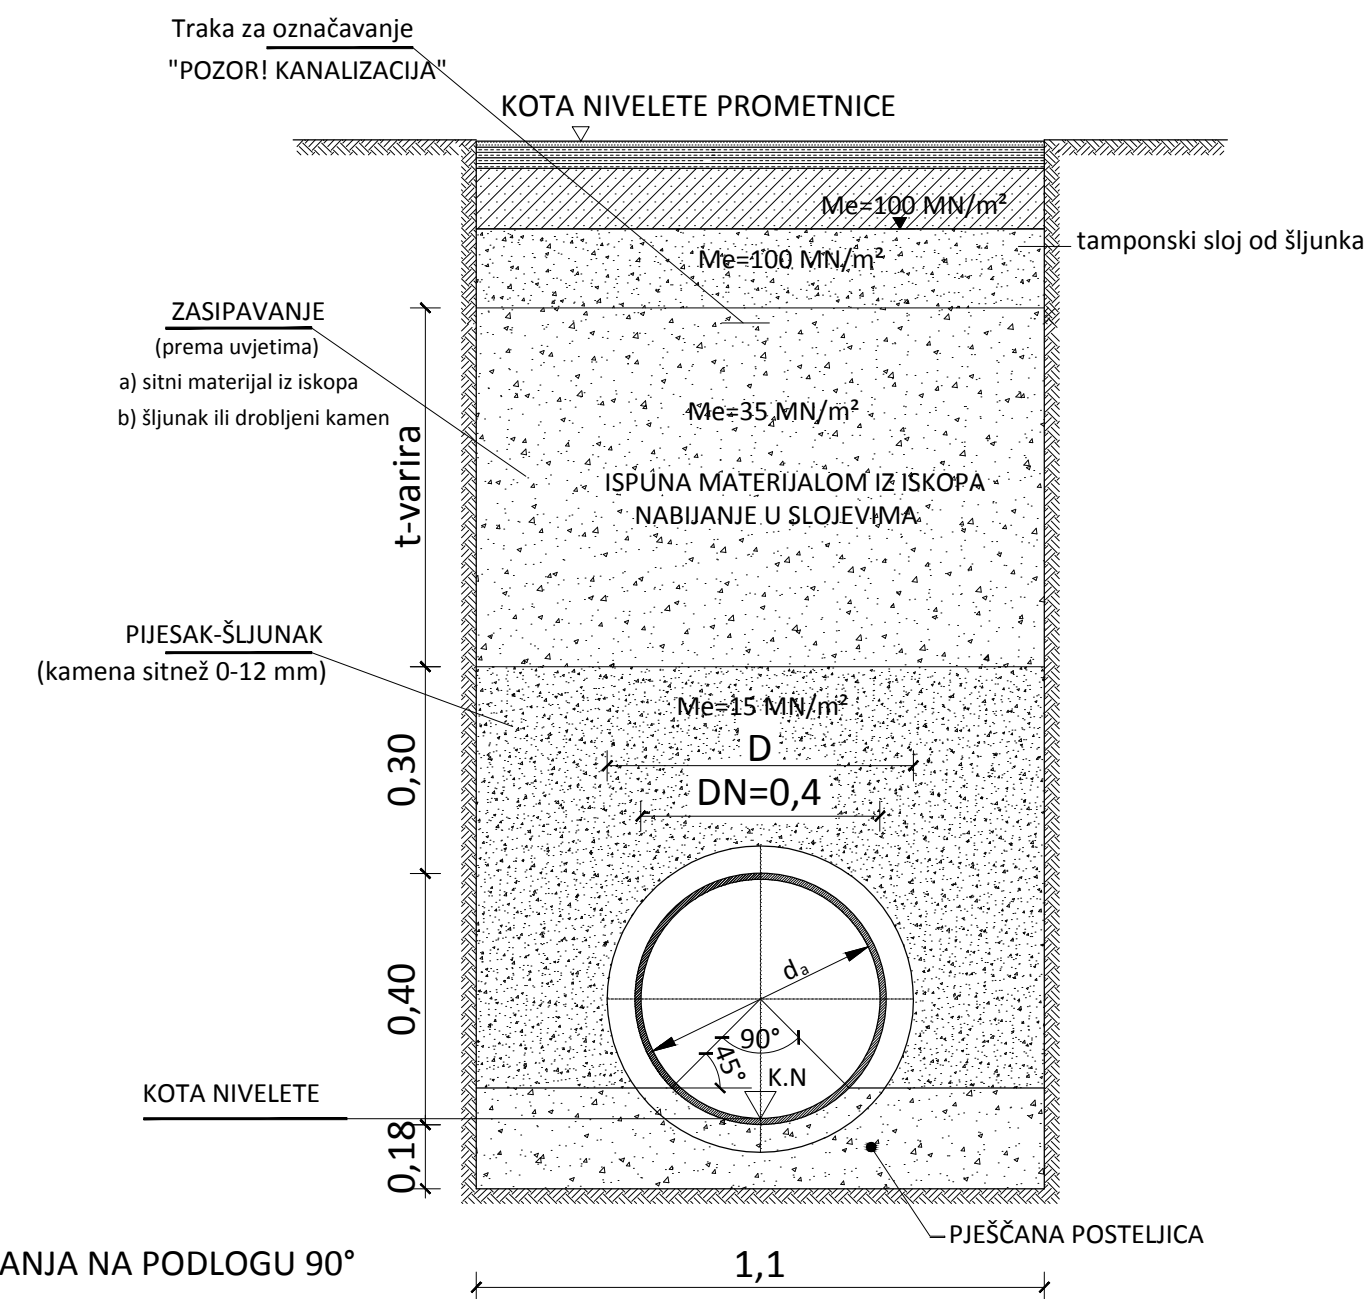 Traka za označavanje
"POZOR! KANALIZACIJA"
KOTA NIVELETE PROMETNICE
Me=100 MN/m²
tamponski sloj od šljunka
Me=100 MN/m²
ZASIPAVANJE
(prema uvjetima)
a) sitni materijal iz iskopa
b) šljunak ili drobljeni kamen
t-varira
Me=35 MN/m²
ISPUNA MATERIJALOM IZ ISKOPA
NABIJANJE U SLOJEVIMA
PIJESAK-ŠLJUNAK
(kamena sitnež 0-12 mm)
Me=15 MN/m²
D
0,30
DN=0,4
da
0,40
90°
45°
K.N
KOTA NIVELETE
0,18
PJEŠČANA POSTELJICA
ANJA NA PODLOGU 90°
1,1